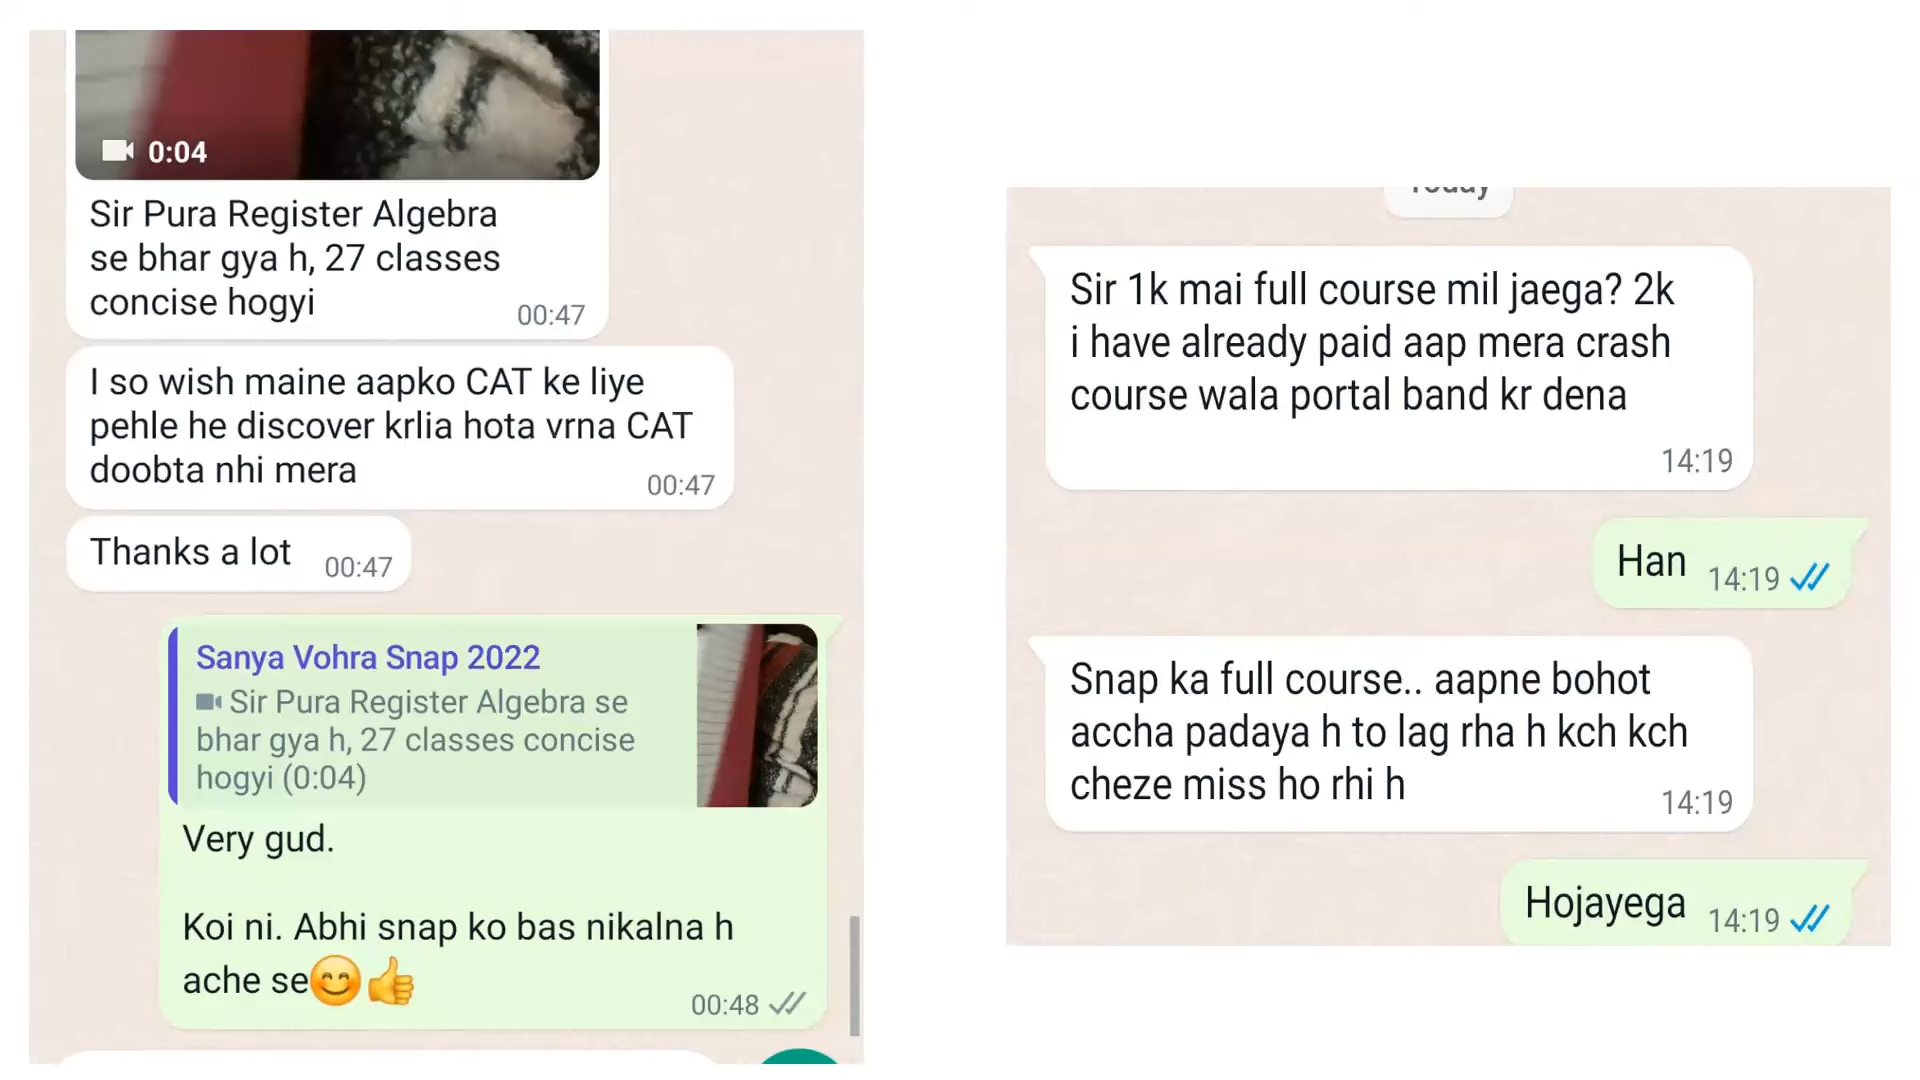 0:04
Sir Pura Register Algebra
se bhar gya h, 27 classes
concise hogyi
00:47
I so wish maine aapko CAT ke liye
pehle he discover krlia hota vrna CAT
doobta nhi mera
00:47
Thanks a lot 00:47
Sanya Vohra Snap 2022
Sir Pura Register Algebra se
bhar gya h, 27 classes concise
hogyi (0:04)
Very gud.
Koi ni. Abhi snap ko bas nikalna h
ache se😊👍
00:48
Today
Sir 1k mai full course mil jaega? 2k
i have already paid aap mera crash
course wala portal band kr dena
14:19
Han 14:19
Snap ka full course.. aapne bohot
accha padaya h to lag rha h kch kch
cheze miss ho rhi h
14:19
Hojayega 14:19